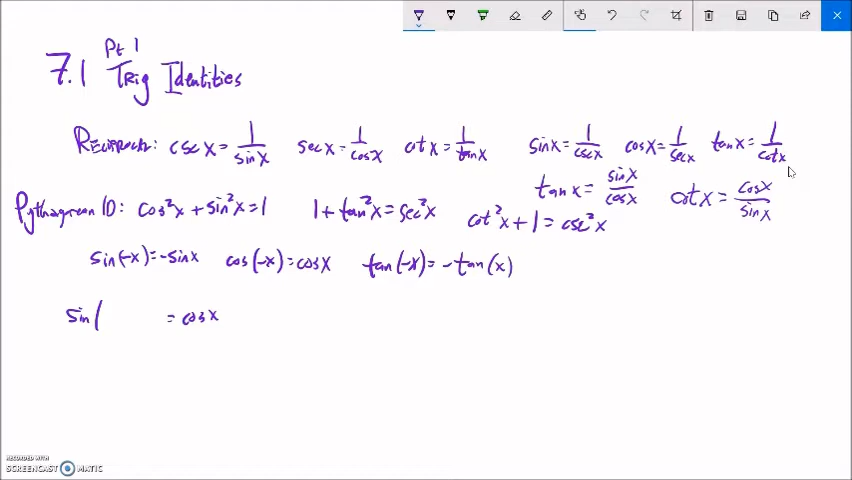 Pt 1
7.1 Trig Identities
Reciprocal: csc x = 1/sin x sec x = 1/cos x cot x = 1/tan x sin x = 1/csc x cos x = 1/sec x tan x = 1/cot x
tan x = sin x/cos x cot x = cos x/sin x
Pythagorean ID: cos²x + sin²x = 1 1 + tan²x = sec²x cot²x + 1 = csc²x
sin(-x) = -sin x cos(-x) = cos x tan(-x) = -tan(x)
sin( = cos x
RECORDED WITH
SCREENCAST MATIC